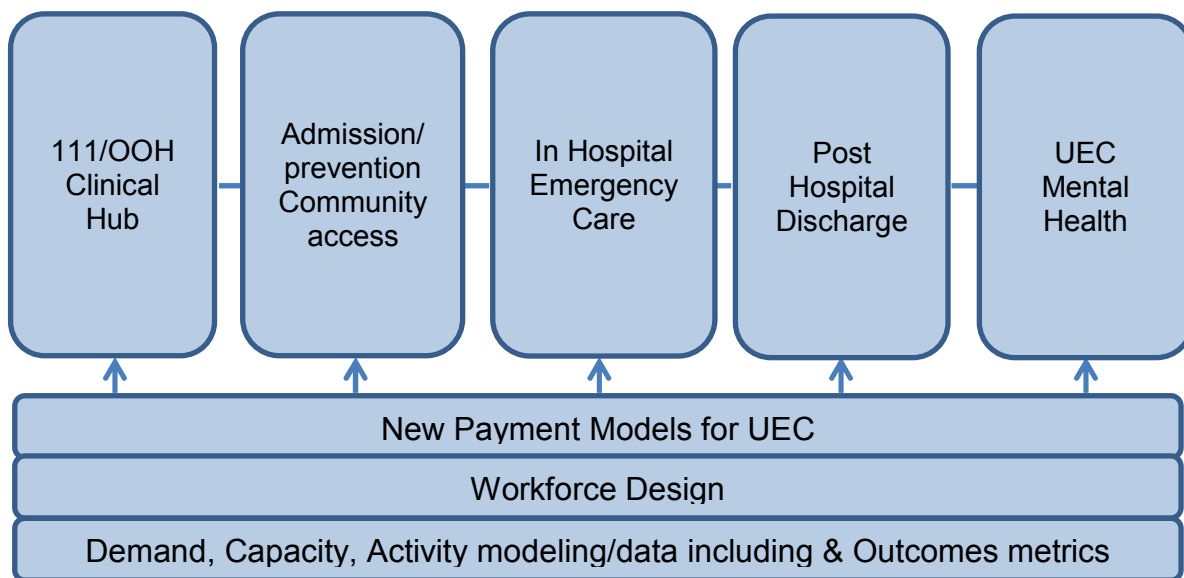 111/OOH
Clinical
Hub
Admission/
prevention
Community
access
In Hospital
Emergency
Care
Post
Hospital
Discharge
UEC
Mental
Health
New Payment Models for UEC
Workforce Design
Demand, Capacity, Activity modeling/data including & Outcomes metrics